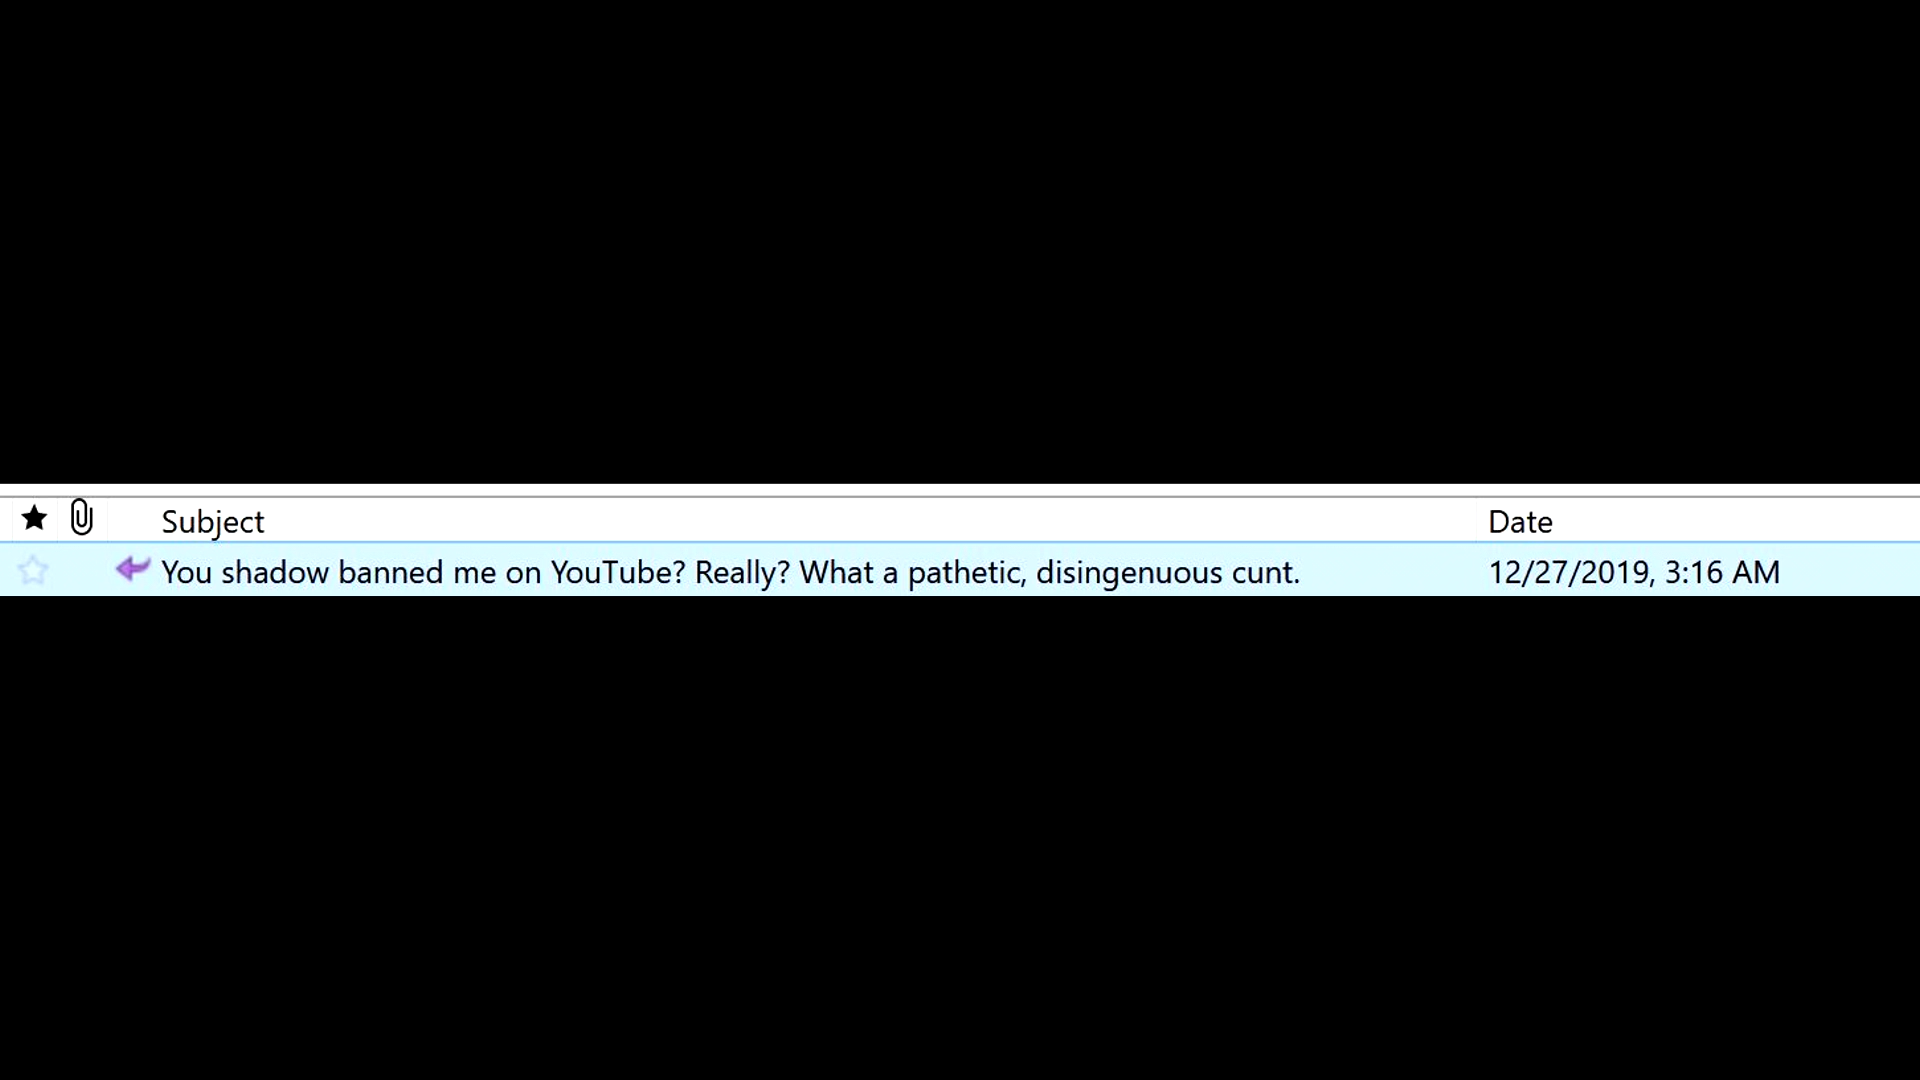 Subject Date
You shadow banned me on YouTube? Really? What a pathetic, disingenuous cunt. 12/27/2019, 3:16 AM